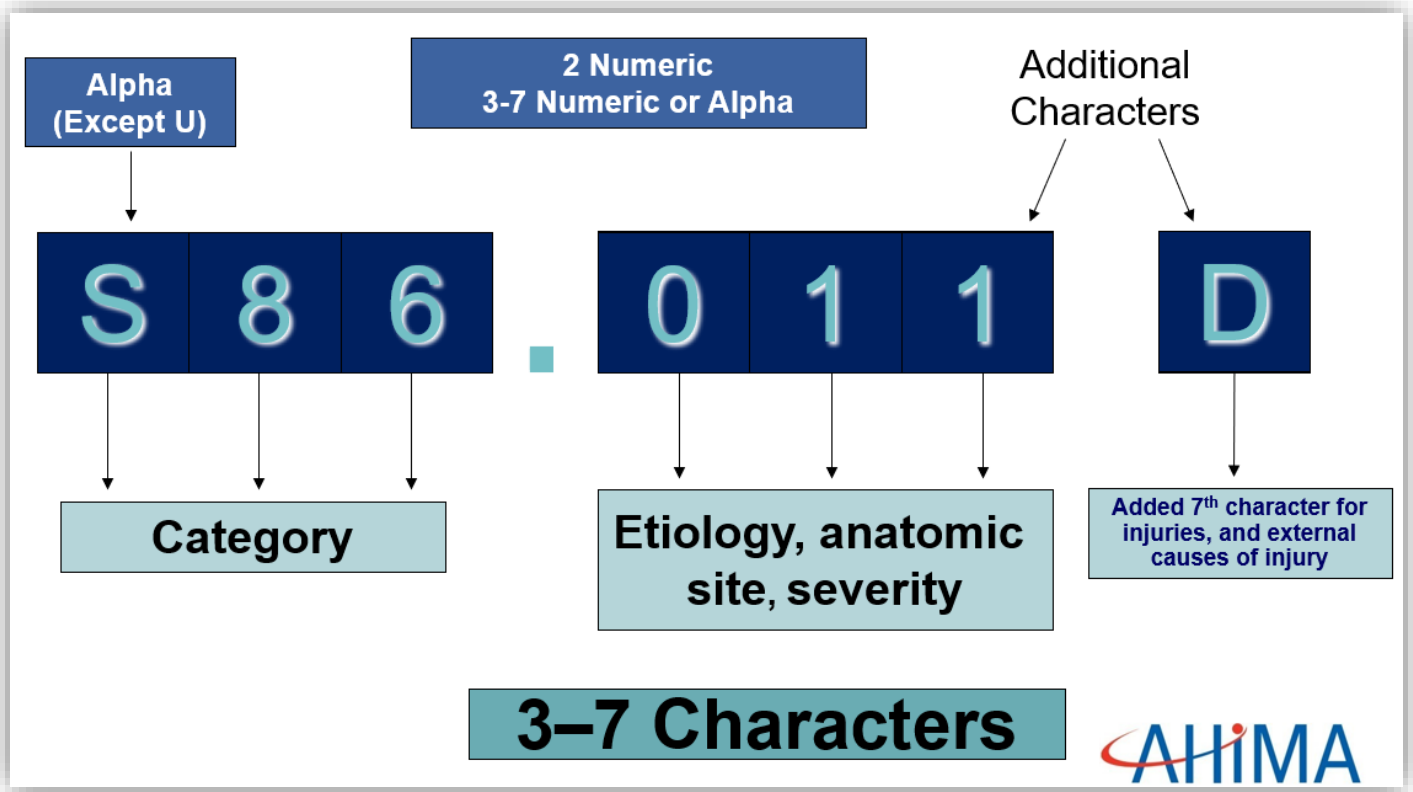 Alpha
(Except U)
2 Numeric
3-7 Numeric or Alpha
Additional
Characters
S 8 6 . 0 1 1 D
Category
Etiology, anatomic
site, severity
Added 7th character for
injuries, and external
causes of injury
3–7 Characters
AHiMA